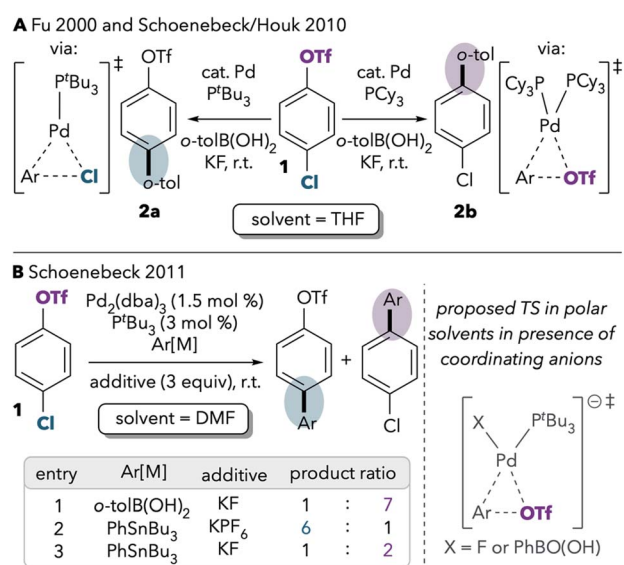 A Fu 2000 and Schoenebeck/Houk 2010
via:
PᵗBu₃
Pd
Ar
Cl
‡
OTf
o-tol
2a
cat. Pd
PᵗBu₃
o-tolB(OH)₂
KF, r.t.
OTf
1
Cl
cat. Pd
PCy₃
o-tolB(OH)₂
KF, r.t.
o-tol
Cl
2b
via:
Cy₃P
PCy₃
Pd
Ar
OTf
‡
solvent = THF
B Schoenebeck 2011
OTf
1
Cl
Pd₂(dba)₃ (1.5 mol %)
PᵗBu₃ (3 mol %)
Ar[M]
additive (3 equiv), r.t.
solvent = DMF
OTf
Ar
+
Ar
Cl
entry Ar[M] additive product ratio
1 o-tolB(OH)₂ KF 1 : 7
2 PhSnBu₃ KPF₆ 6 : 1
3 PhSnBu₃ KF 1 : 2
proposed TS in polar
solvents in presence of
coordinating anions
X
PᵗBu₃
Pd
Ar
OTf
⊖‡
X = F or PhBO(OH)